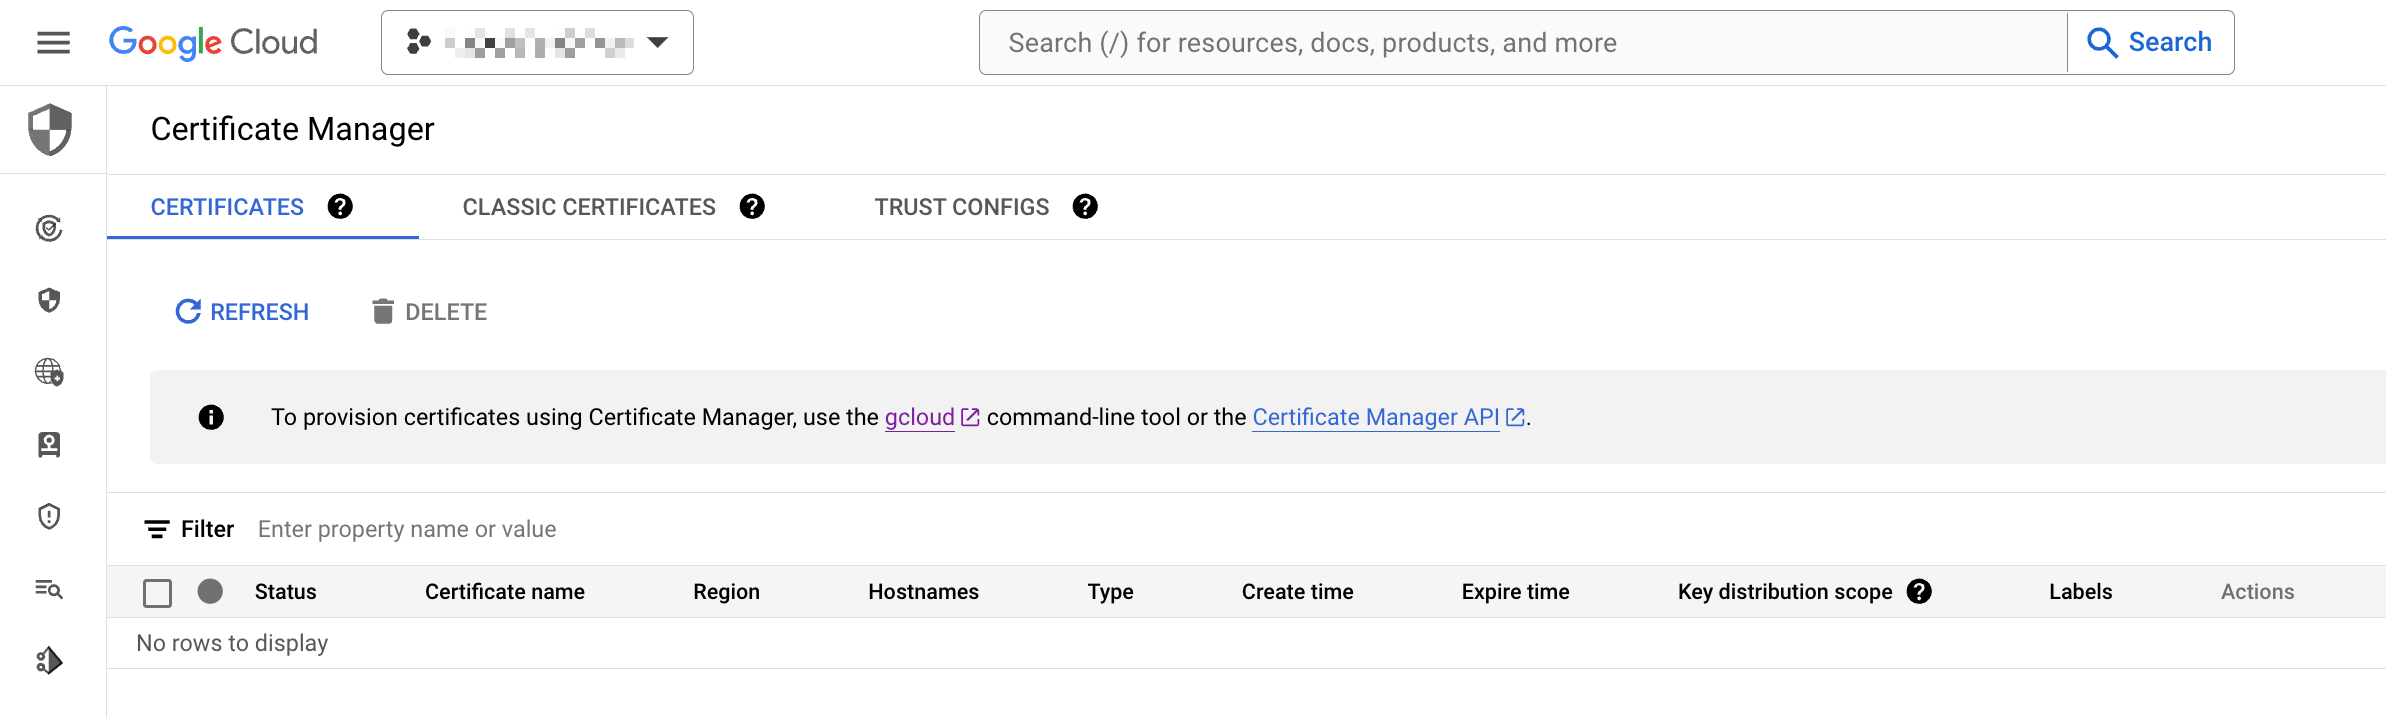 Google Cloud
Search (/) for resources, docs, products, and more
Search
Certificate Manager
CERTIFICATES
CLASSIC CERTIFICATES
TRUST CONFIGS
REFRESH
DELETE
To provision certificates using Certificate Manager, use the gcloud command-line tool or the Certificate Manager API.
Filter Enter property name or value
Status Certificate name Region Hostnames Type Create time Expire time Key distribution scope Labels Actions
No rows to display